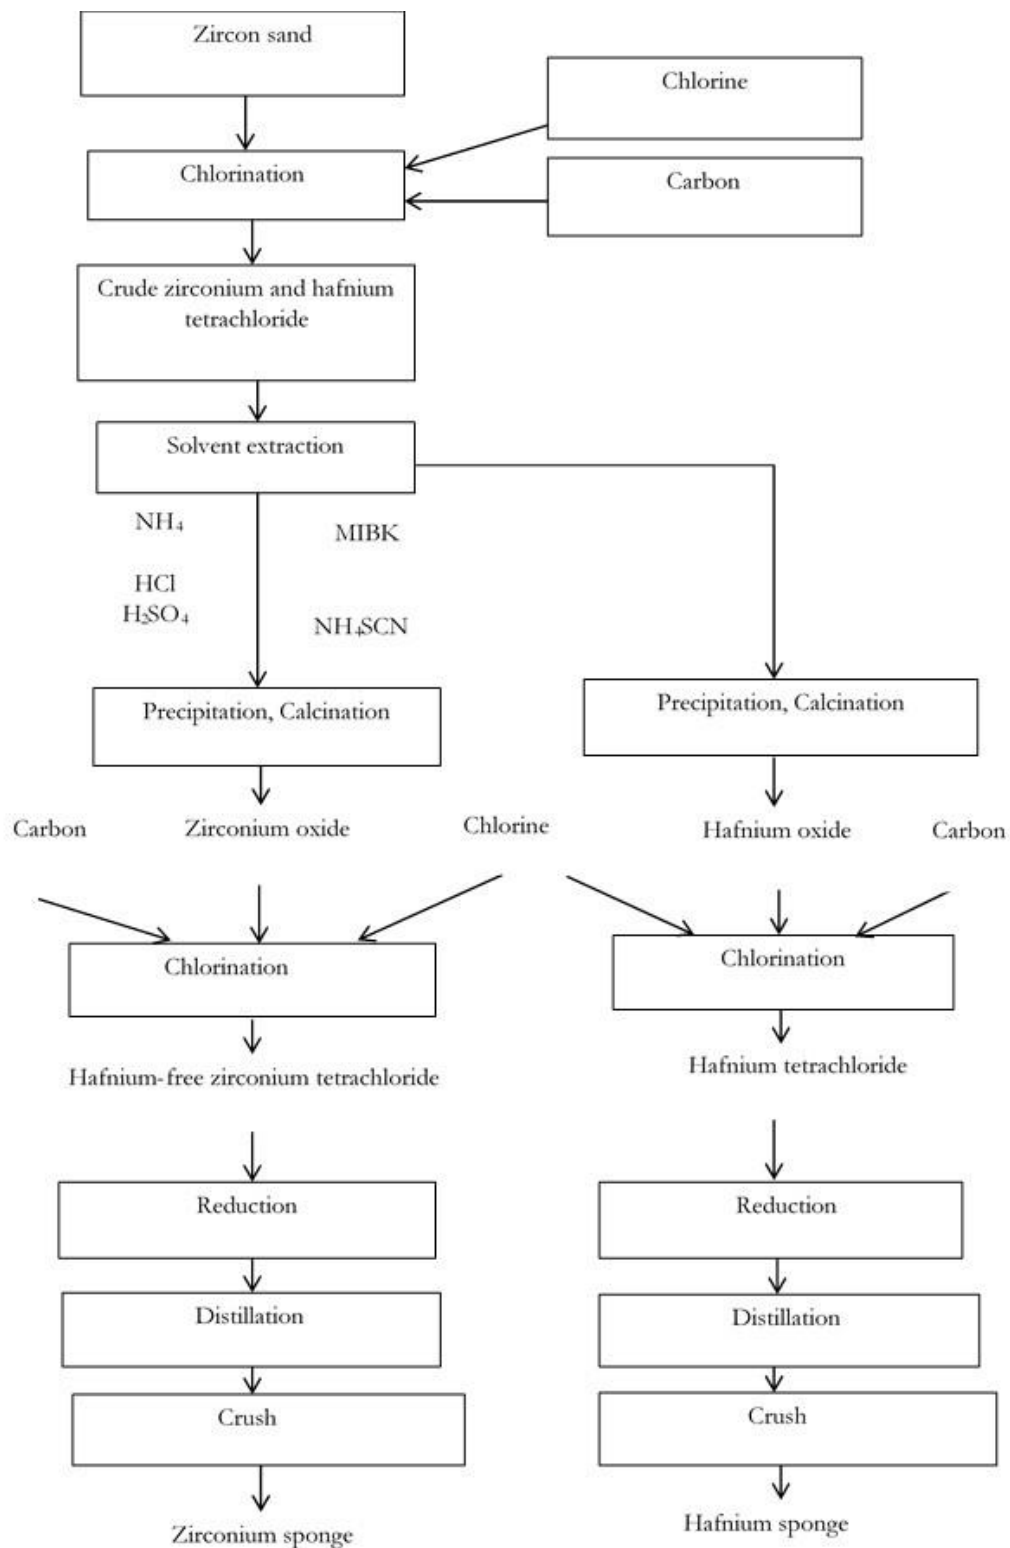 Zircon sand
Chlorine
Chlorination
Carbon
Crude zirconium and hafnium
tetrachloride
Solvent extraction
NH₄
MIBK
HCl
H₂SO₄
NH₄SCN
Precipitation, Calcination
Precipitation, Calcination
Carbon
Zirconium oxide
Chlorine
Hafnium oxide
Carbon
Chlorination
Chlorination
Hafnium-free zirconium tetrachloride
Hafnium tetrachloride
Reduction
Reduction
Distillation
Distillation
Crush
Crush
Zirconium sponge
Hafnium sponge